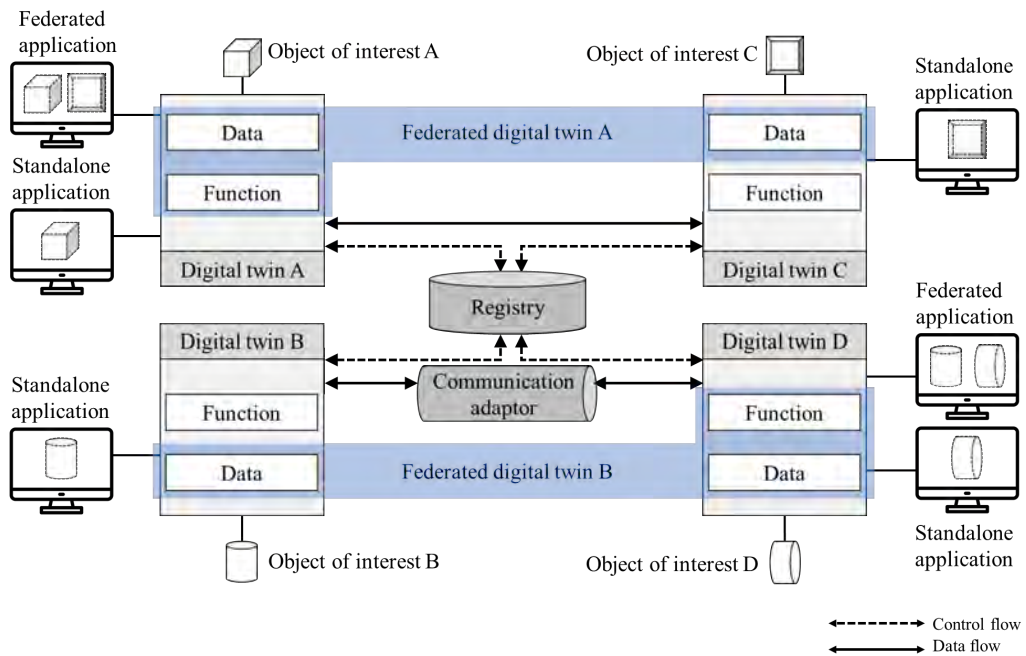 Federated
application
Object of interest A
Object of interest C
Standalone
application
Data
Federated digital twin A
Data
Standalone
application
Function
Function
Digital twin A
Digital twin C
Registry
Federated
application
Digital twin B
Digital twin D
Standalone
application
Communication
adaptor
Function
Function
Data
Federated digital twin B
Data
Standalone
application
Object of interest B
Object of interest D
Control flow
Data flow